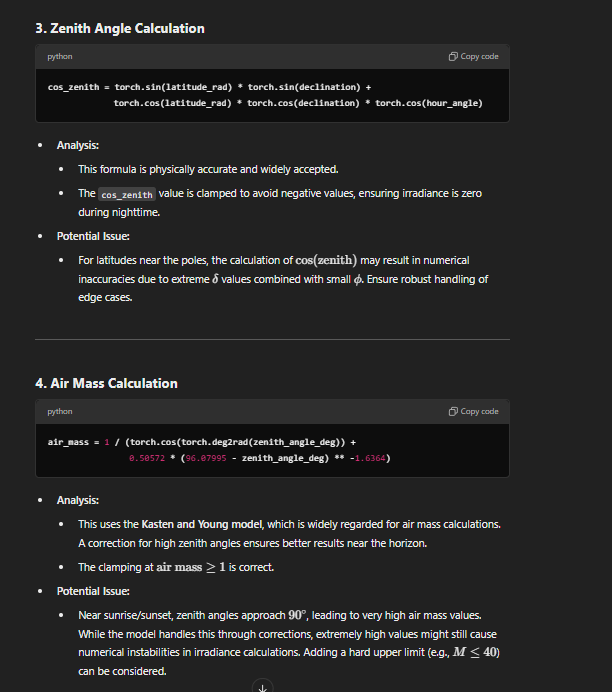 3. Zenith Angle Calculation
python
Copy code
cos_zenith = torch.sin(latitude_rad) * torch.sin(declination) +
torch.cos(latitude_rad) * torch.cos(declination) * torch.cos(hour_angle)
• Analysis:
• This formula is physically accurate and widely accepted.
• The cos_zenith value is clamped to avoid negative values, ensuring irradiance is zero
during nighttime.
• Potential Issue:
• For latitudes near the poles, the calculation of cos(zenith) may result in numerical
inaccuracies due to extreme δ values combined with small ϕ. Ensure robust handling of
edge cases.
4. Air Mass Calculation
python
Copy code
air_mass = 1 / (torch.cos(torch.deg2rad(zenith_angle_deg)) +
0.50572 * (96.07995 - zenith_angle_deg) ** -1.6364)
• Analysis:
• This uses the Kasten and Young model, which is widely regarded for air mass calculations.
A correction for high zenith angles ensures better results near the horizon.
• The clamping at air mass ≥ 1 is correct.
• Potential Issue:
• Near sunrise/sunset, zenith angles approach 90°, leading to very high air mass values.
While the model handles this through corrections, extremely high values might still cause
numerical instabilities in irradiance calculations. Adding a hard upper limit (e.g., M ≤ 40)
can be considered.